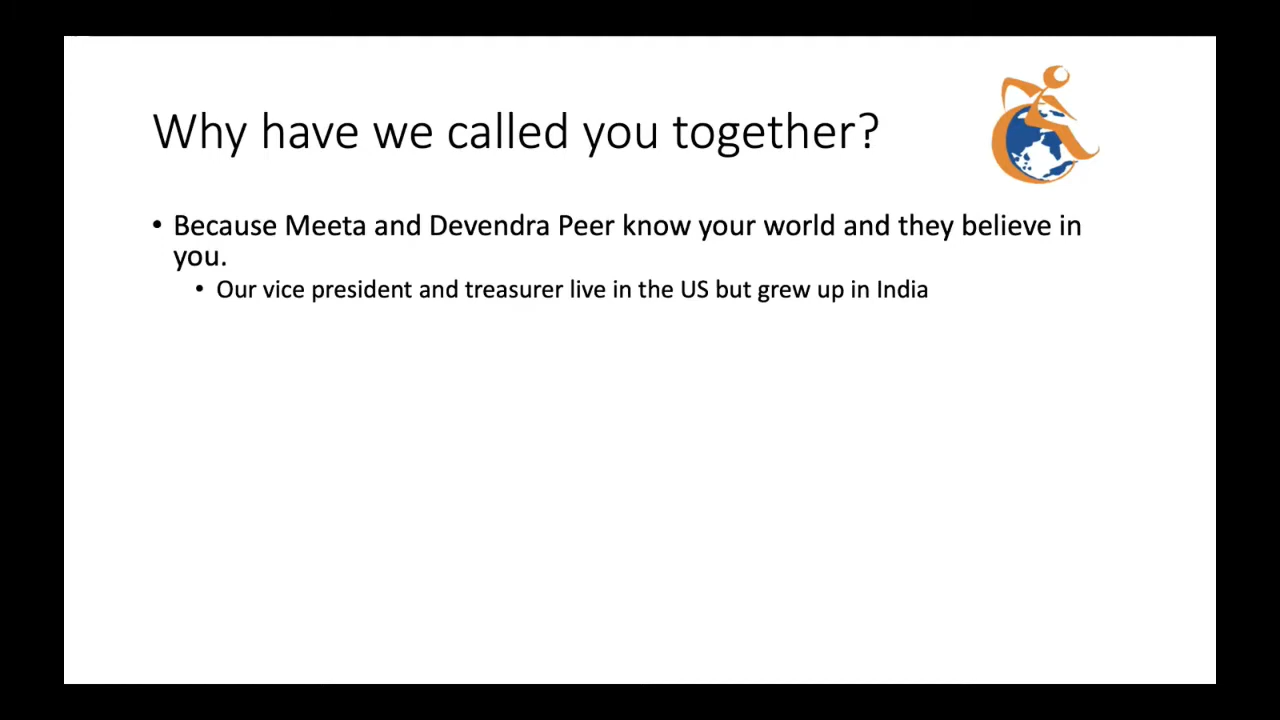 Why have we called you together?
• Because Meeta and Devendra Peer know your world and they believe in
you.
• Our vice president and treasurer live in the US but grew up in India